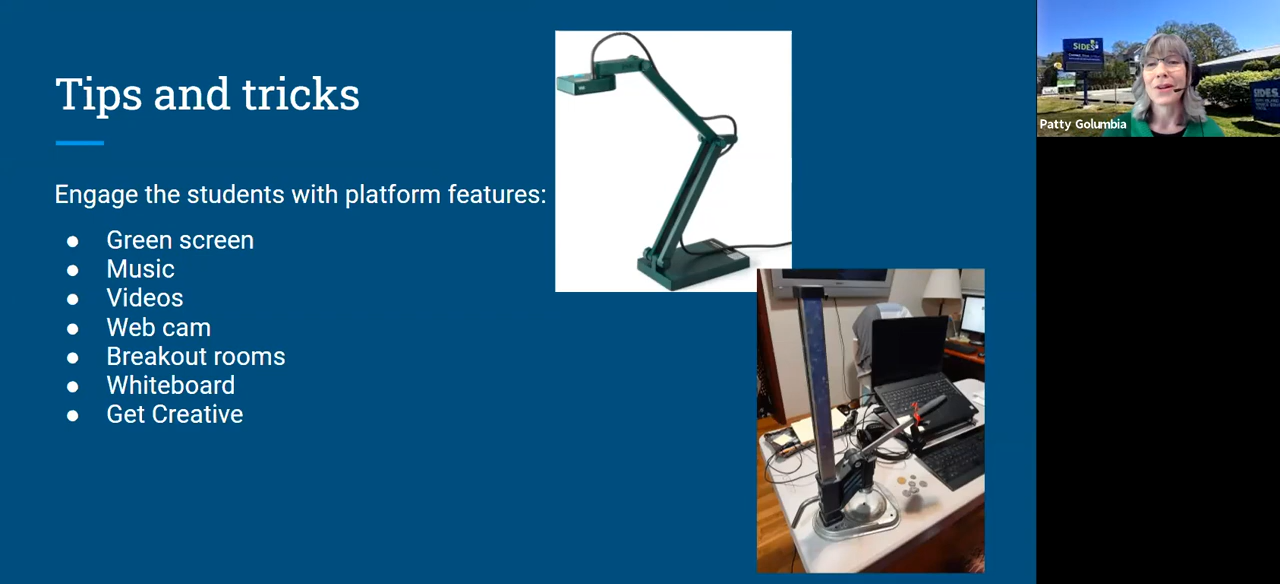 Tips and tricks
Engage the students with platform features:
● Green screen
● Music
● Videos
● Web cam
● Breakout rooms
● Whiteboard
● Get Creative
SIDES
SIDES
Patty Golumbia